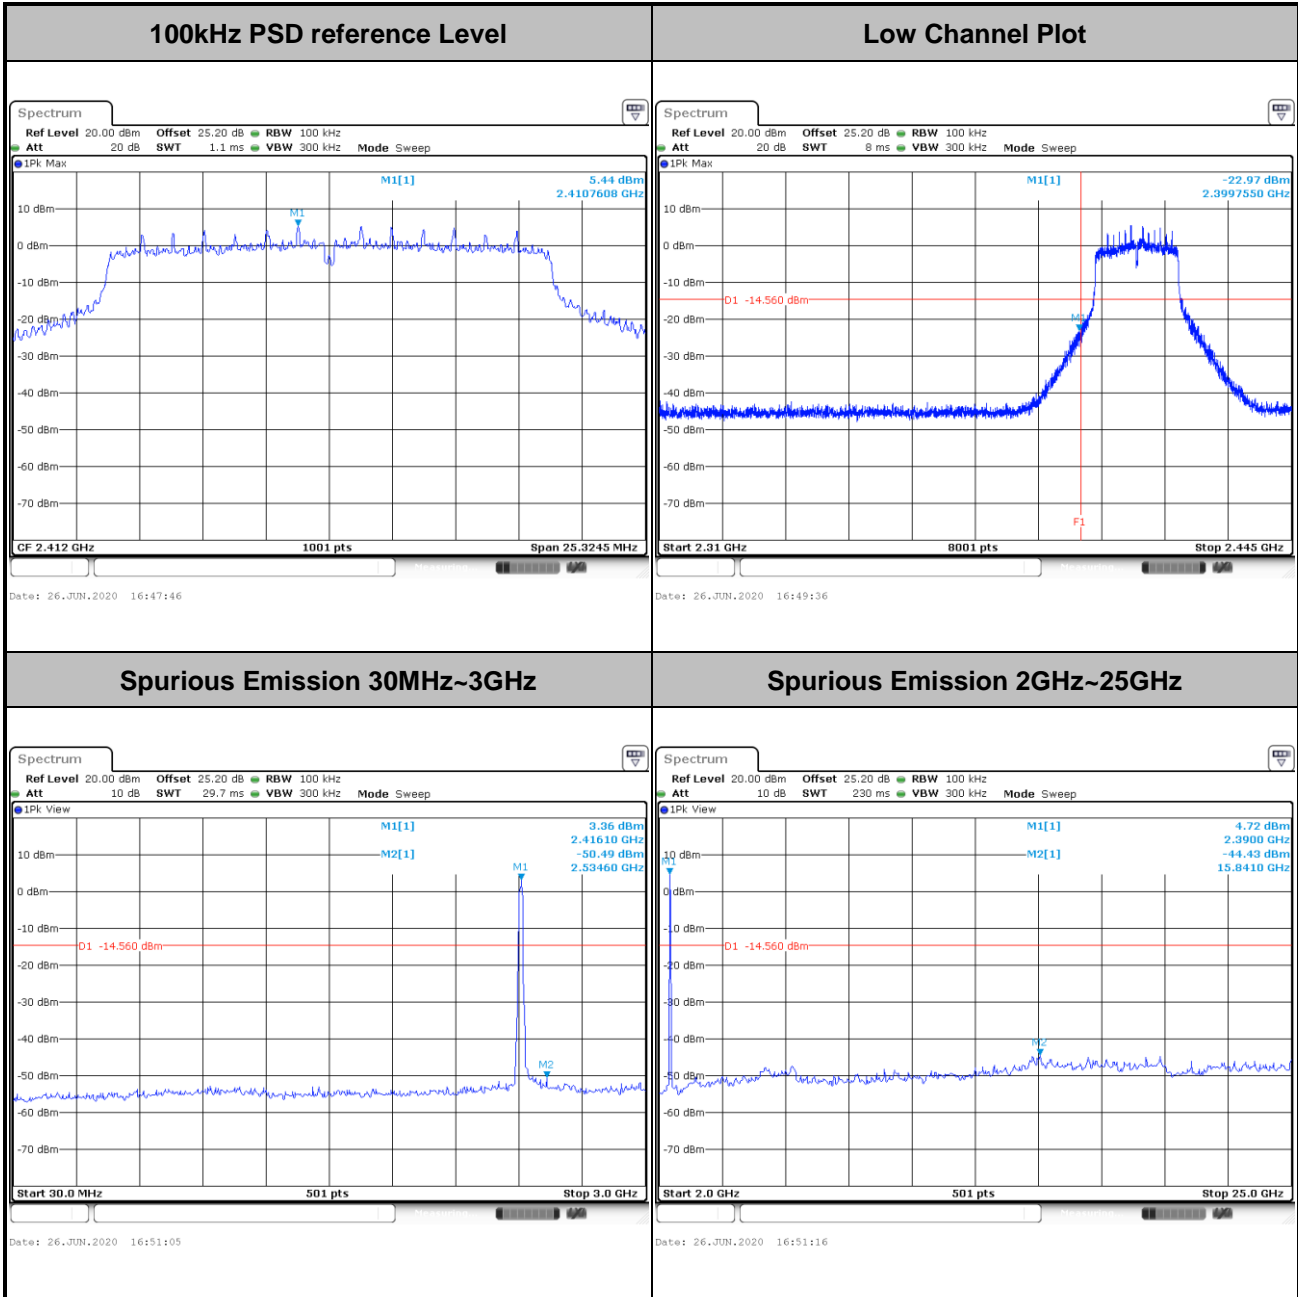 100kHz PSD reference Level
Spectrum
Ref Level 20.00 dBm Offset 25.20 dB RBW 100 kHz
Att 20 dB SWT 1.1 ms VBW 300 kHz Mode Sweep
1Pk Max
M1[1] 5.44 dBm
2.4107608 GHz
M1
10 dBm
0 dBm
-10 dBm
-20 dBm
-30 dBm
-40 dBm
-50 dBm
-60 dBm
-70 dBm
CF 2.412 GHz 1001 pts Span 25.3245 MHz
Measuring
Date: 26.JUN.2020 16:47:46
Low Channel Plot
Spectrum
Ref Level 20.00 dBm Offset 25.20 dB RBW 100 kHz
Att 20 dB SWT 8 ms VBW 300 kHz Mode Sweep
1Pk Max
M1[1] -22.97 dBm
2.3997550 GHz
10 dBm
0 dBm
-10 dBm
D1 -14.560 dBm
M1
-20 dBm
-30 dBm
-40 dBm
-50 dBm
-60 dBm
-70 dBm
F1
Start 2.31 GHz 8001 pts Stop 2.445 GHz
Measuring
Date: 26.JUN.2020 16:49:36
Spurious Emission 30MHz~3GHz
Spectrum
Ref Level 20.00 dBm Offset 25.20 dB RBW 100 kHz
Att 10 dB SWT 29.7 ms VBW 300 kHz Mode Sweep
1Pk View
M1[1] 3.36 dBm
2.41610 GHz
M2[1] -50.49 dBm
2.53460 GHz
10 dBm
M1
0 dBm
-10 dBm
D1 -14.560 dBm
-20 dBm
-30 dBm
-40 dBm
M2
-50 dBm
-60 dBm
-70 dBm
Start 30.0 MHz 501 pts Stop 3.0 GHz
Measuring
Date: 26.JUN.2020 16:51:05
Spurious Emission 2GHz~25GHz
Spectrum
Ref Level 20.00 dBm Offset 25.20 dB RBW 100 kHz
Att 10 dB SWT 230 ms VBW 300 kHz Mode Sweep
1Pk View
M1[1] 4.72 dBm
2.3900 GHz
M2[1] -44.43 dBm
15.8410 GHz
10 dBm
M1
0 dBm
-10 dBm
D1 -14.560 dBm
-20 dBm
-30 dBm
-40 dBm
M2
-50 dBm
-60 dBm
-70 dBm
Start 2.0 GHz 501 pts Stop 25.0 GHz
Measuring
Date: 26.JUN.2020 16:51:16